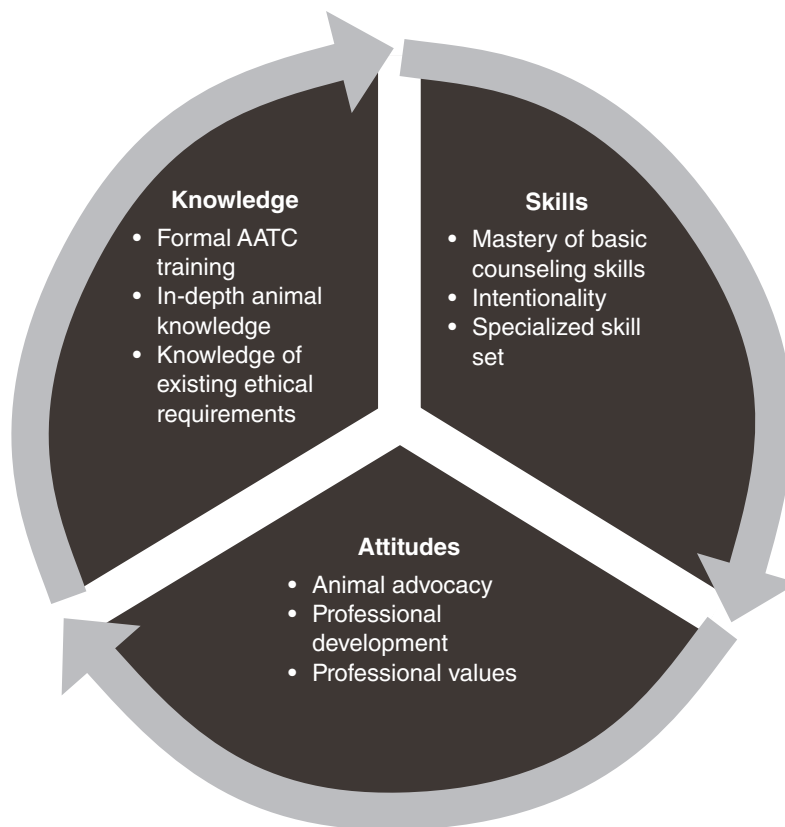 Knowledge
• Formal AATC
training
• In-depth animal
knowledge
• Knowledge of
existing ethical
requirements
Skills
• Mastery of basic
counseling skills
• Intentionality
• Specialized skill
set
Attitudes
• Animal advocacy
• Professional
development
• Professional values